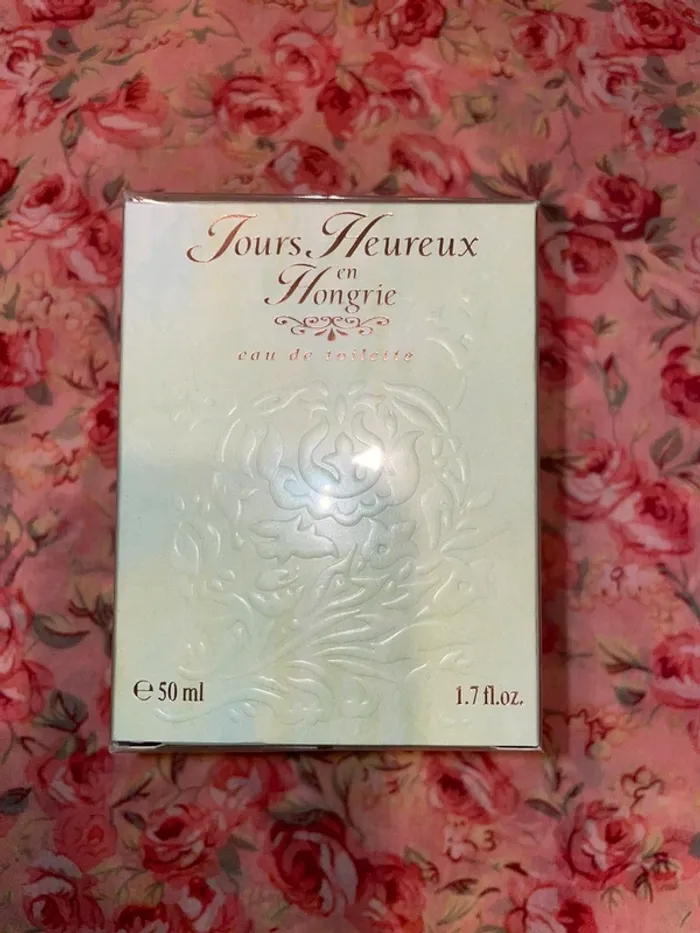 Jours Heureux
en
Hongrie
eau de toilette
℮ 50 ml
1.7 fl.oz.